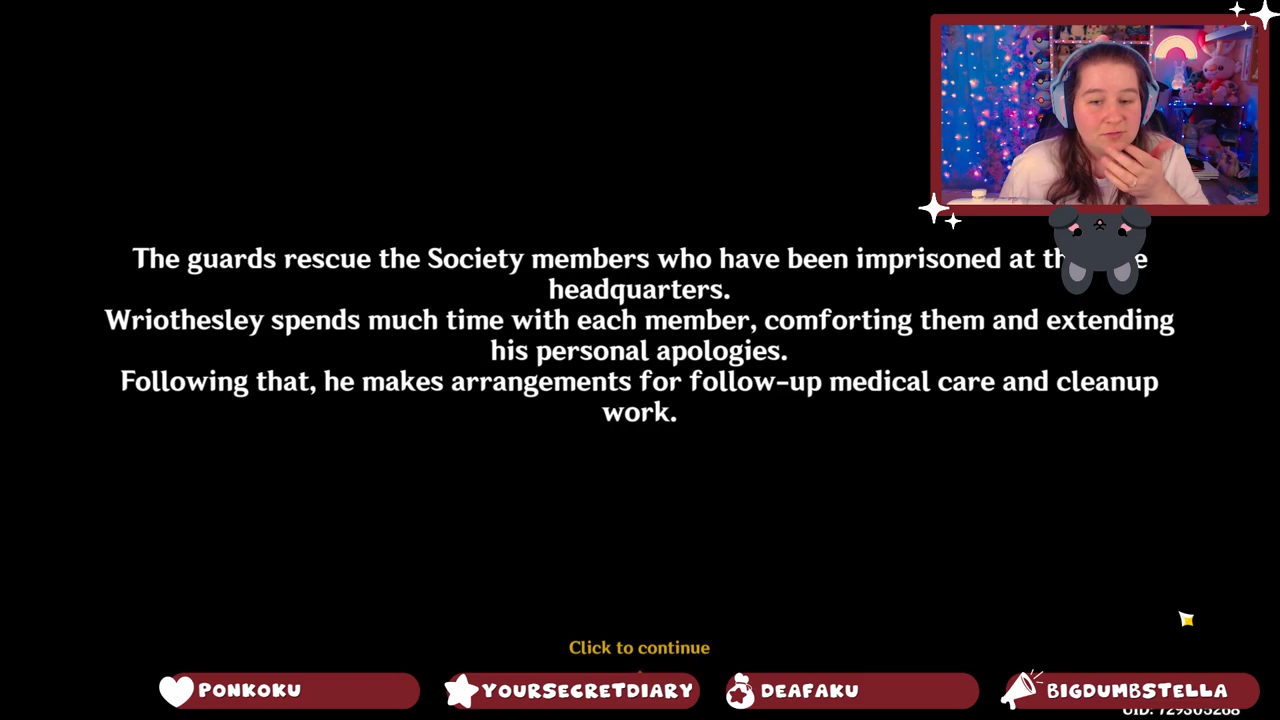 The guards rescue the Society members who have been imprisoned at
headquarters.
Wriothesley spends much time with each member, comforting them and extending
his personal apologies.
Following that, he makes arrangements for follow-up medical care and cleanup
work.
Click to continue
PONKOKU
YOURSECRETDIARY
DEAFAKU
BIGDUMBSTELLA